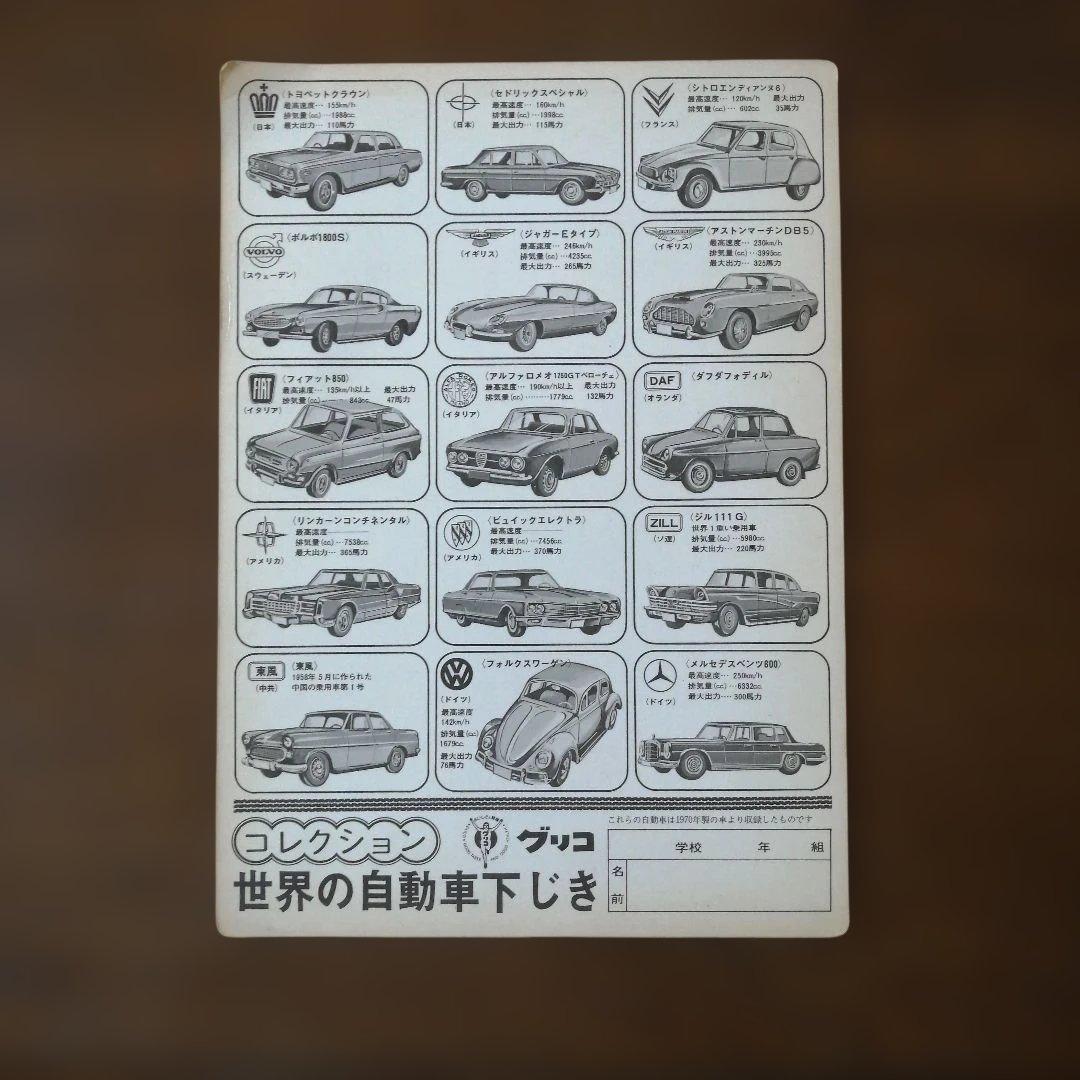 (トヨペットクラウン)
最高速度… 155km/h
排気量(cc)…1988cc
最大出力… 110馬力
(日本)
(セドリックスペシャル)
最高速度… 160km/h
排気量(cc)…1998cc
最大出力… 115馬力
(日本)
(シトロエンディアンヌ6)
最高速度… 120km/h 最大出力
排気量(cc)… 602cc 35馬力
(フランス)
(ボルボ1800S)
VOLVO
(スウェーデン)
(ジャガーEタイプ)
最高速度… 246km/h
排気量(cc)…4235cc
最大出力… 265馬力
(イギリス)
(アストンマーチンDB5)
最高速度… 230km/h
排気量(cc)…3995cc
最大出力… 325馬力
(イギリス)
FIAT
(フィアット850)
最高速度… 135km/h以上 最大出力
排気量(cc)………843cc 47馬力
(イタリア)
(アルファロメオ1750GTベローチェ)
最高速度… 190km/h以上 最大出力
排気量(cc)………1779cc 132馬力
(イタリア)
DAF
(ダフダフォディル)
(オランダ)
(リンカーンコンチネンタル)
最高速度――
排気量(cc)…7538cc
最大出力… 365馬力
(アメリカ)
(ビュイックエレクトラ)
最高速度――
排気量(cc)…7456cc
最大出力… 370馬力
(アメリカ)
ZILL
(ジル111G)
世界1重い乗用車
排気量(cc)…5980cc
最大出力… 220馬力
(ソ連)
東風
(東風)
1958年5月に作られた
中国の乗用車第1号
(中共)
(フォルクスワーゲン)
(ドイツ)
最高速度
142km/h
排気量(cc)
1679cc
最大出力
76馬力
(メルセデスベンツ600)
最高速度… 250km/h
排気量(cc)…6332cc
最大出力… 300馬力
(ドイツ)
コレクション
グリコ
グリコ
世界の自動車下じき
これらの自動車は1970年製の車より収録したものです
学校 年 組
名前